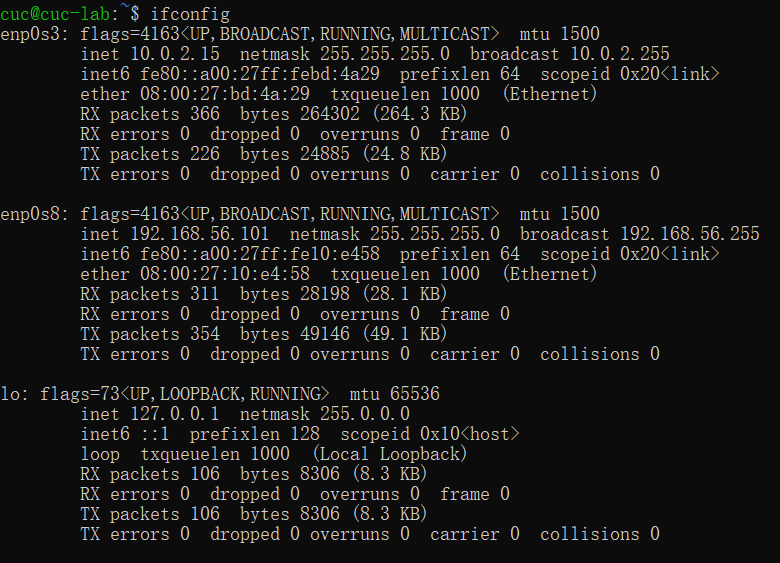 cuc@cuc-lab:~$ ifconfig
enp0s3: flags=4163<UP,BROADCAST,RUNNING,MULTICAST>  mtu 1500
        inet 10.0.2.15  netmask 255.255.255.0  broadcast 10.0.2.255
        inet6 fe80::a00:27ff:febd:4a29  prefixlen 64  scopeid 0x20<link>
        ether 08:00:27:bd:4a:29  txqueuelen 1000  (Ethernet)
        RX packets 366  bytes 264302 (264.3 KB)
        RX errors 0  dropped 0  overruns 0  frame 0
        TX packets 226  bytes 24885 (24.8 KB)
        TX errors 0  dropped 0 overruns 0  carrier 0  collisions 0

enp0s8: flags=4163<UP,BROADCAST,RUNNING,MULTICAST>  mtu 1500
        inet 192.168.56.101  netmask 255.255.255.0  broadcast 192.168.56.255
        inet6 fe80::a00:27ff:fe10:e458  prefixlen 64  scopeid 0x20<link>
        ether 08:00:27:10:e4:58  txqueuelen 1000  (Ethernet)
        RX packets 311  bytes 28198 (28.1 KB)
        RX errors 0  dropped 0  overruns 0  frame 0
        TX packets 354  bytes 49146 (49.1 KB)
        TX errors 0  dropped 0 overruns 0  carrier 0  collisions 0

lo: flags=73<UP,LOOPBACK,RUNNING>  mtu 65536
        inet 127.0.0.1  netmask 255.0.0.0
        inet6 ::1  prefixlen 128  scopeid 0x10<host>
        loop  txqueuelen 1000  (Local Loopback)
        RX packets 106  bytes 8306 (8.3 KB)
        RX errors 0  dropped 0  overruns 0  frame 0
        TX packets 106  bytes 8306 (8.3 KB)
        TX errors 0  dropped 0 overruns 0  carrier 0  collisions 0